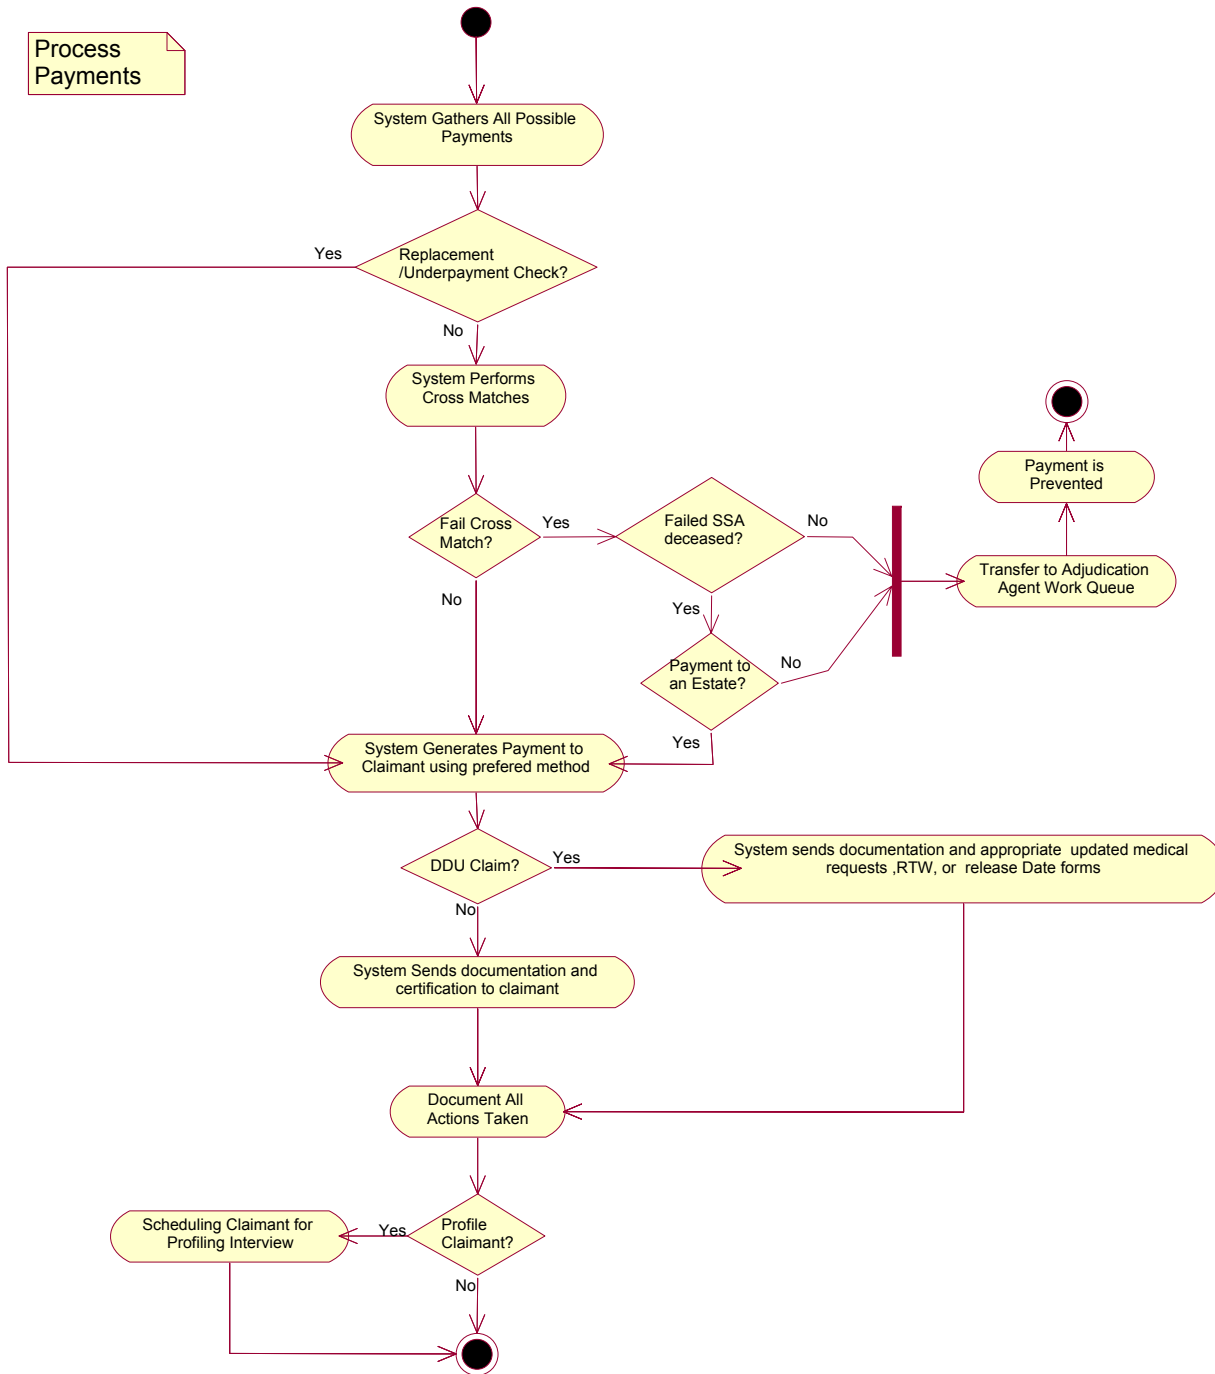 Process
Payments
System Gathers All Possible
Payments
Yes
Replacement
/Underpayment Check?
No
System Performs
Cross Matches
Fail Cross
Match?
Yes
Failed SSA
deceased?
No
Payment is
Prevented
Transfer to Adjudication
Agent Work Queue
No
Yes
Payment to
an Estate?
No
Yes
System Generates Payment to
Claimant using prefered method
DDU Claim?
Yes
System sends documentation and appropriate  updated medical
requests ,RTW, or  release Date forms
No
System Sends documentation and
certification to claimant
Document All
Actions Taken
Scheduling Claimant for
Profiling Interview
Yes
Profile
Claimant?
No